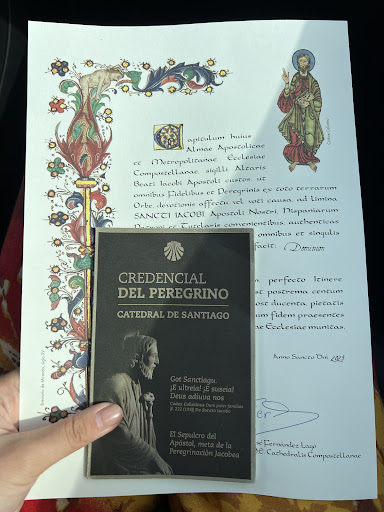 Capitulum huius
Almae Apostolicae
et Metropolitanae Ecclesiae
Compostellanae, sigilli Altaris
Beati Iacobi Apostoli custos, ut
omnibus Fidelibus et Peregrinis ex toto terrarum
Orbe, devotionis affectu vel voti causa, ad limina
SANCTI IACOBI Apostoli Nostri, Hispaniarum
Patroni et Tutelaris convenientibus, authenticas
omnibus et singulis
facit: Dominum
perfecto itinere
postrema centum
ducenta, pietatis
fidem praesentes
Ecclesiae munitas.
Anno Sancto Dni 2023
Fernández Lago
Cathedralis Compostellanae
CREDENCIAL
DEL PEREGRINO
CATEDRAL DE SANTIAGO
Got Sanctiagu.
¡E ultreia! ¡E suseia!
Deus adiuva nos
El Sepulcro del
Apóstol, meta de la
Peregrinación Jacobea